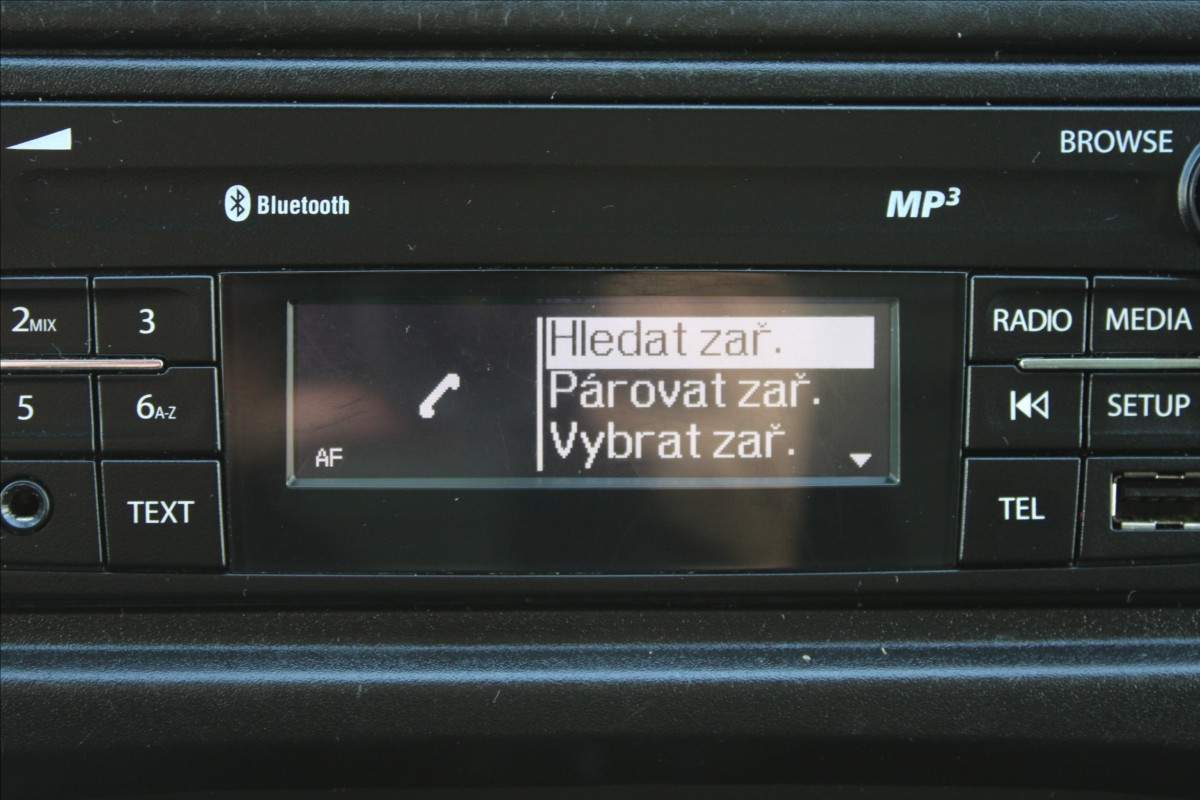 BROWSE
Bluetooth
MP3
2MIX
3
RADIO
MEDIA
Hledat zař.
Párovat zař.
Vybrat zař.
AF
5
6A-Z
SETUP
TEXT
TEL